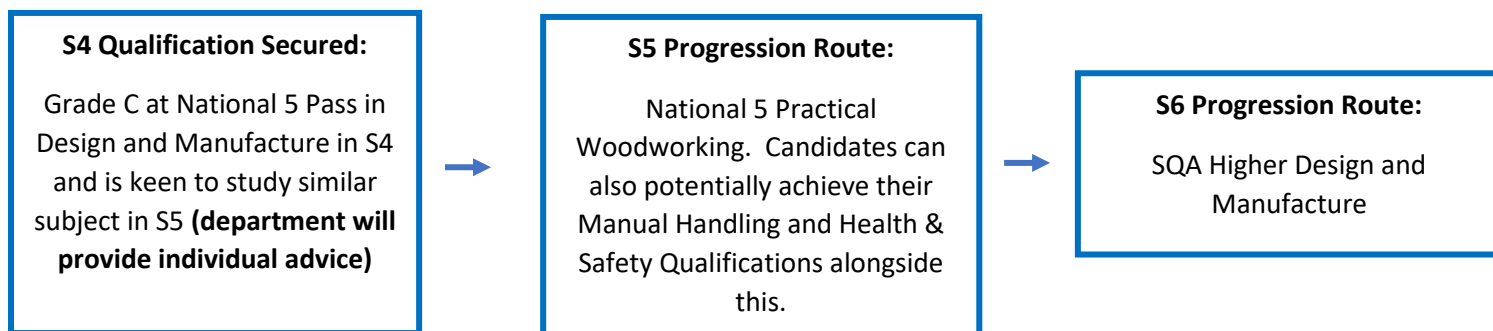 S4 Qualification Secured:
Grade C at National 5 Pass in
Design and Manufacture in S4
and is keen to study similar
subject in S5 (department will
provide individual advice)
S5 Progression Route:
National 5 Practical
Woodworking.  Candidates can
also potentially achieve their
Manual Handling and Health &
Safety Qualifications alongside
this.
S6 Progression Route:
SQA Higher Design and
Manufacture